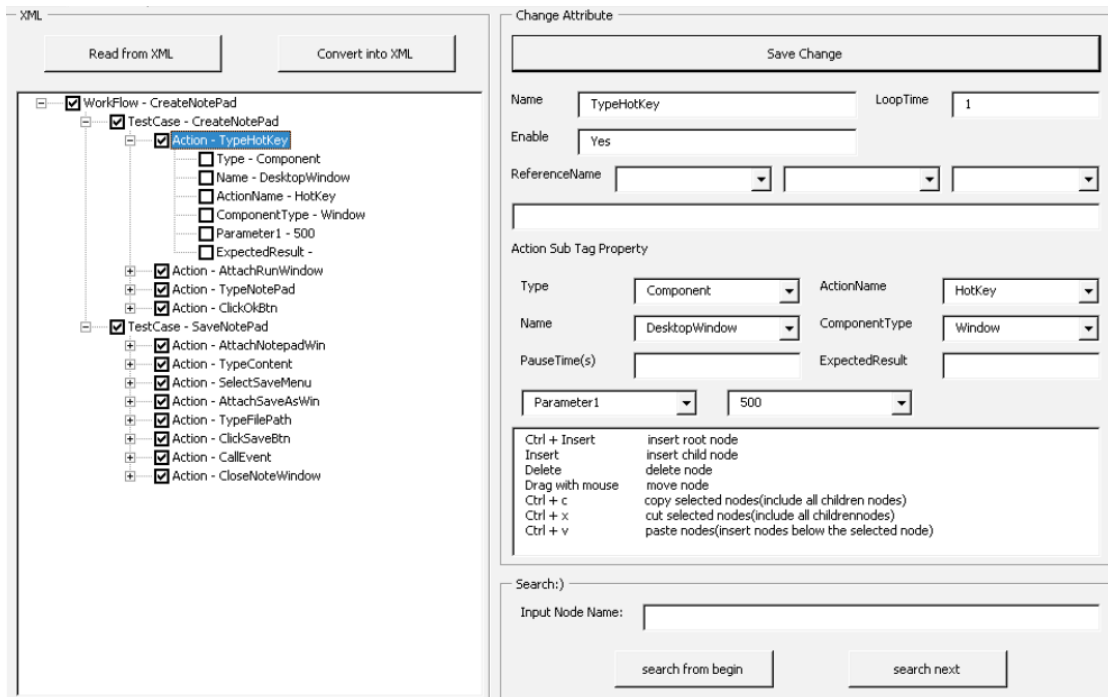 XML
Read from XML
Convert into XML
WorkFlow - CreateNotePad
TestCase - CreateNotePad
Action - TypeHotKey
Type - Component
Name - DesktopWindow
ActionName - HotKey
ComponentType - Window
Parameter1 - 500
ExpectedResult -
Action - AttachRunWindow
Action - TypeNotePad
Action - ClickOkBtn
TestCase - SaveNotePad
Action - AttachNotepadWin
Action - TypeContent
Action - SelectSaveMenu
Action - AttachSaveAsWin
Action - TypeFilePath
Action - ClickSaveBtn
Action - CallEvent
Action - CloseNoteWindow
Change Attribute
Save Change
Name TypeHotKey LoopTime 1
Enable Yes
ReferenceName
Action Sub Tag Property
Type Component ActionName HotKey
Name DesktopWindow ComponentType Window
PauseTime(s) ExpectedResult
Parameter1 500
Ctrl + Insert insert root node
Insert insert child node
Delete delete node
Drag with mouse move node
Ctrl + c copy selected nodes(include all children nodes)
Ctrl + x cut selected nodes(include all childrennodes)
Ctrl + v paste nodes(insert nodes below the selected node)
Search:)
Input Node Name:
search from begin search next